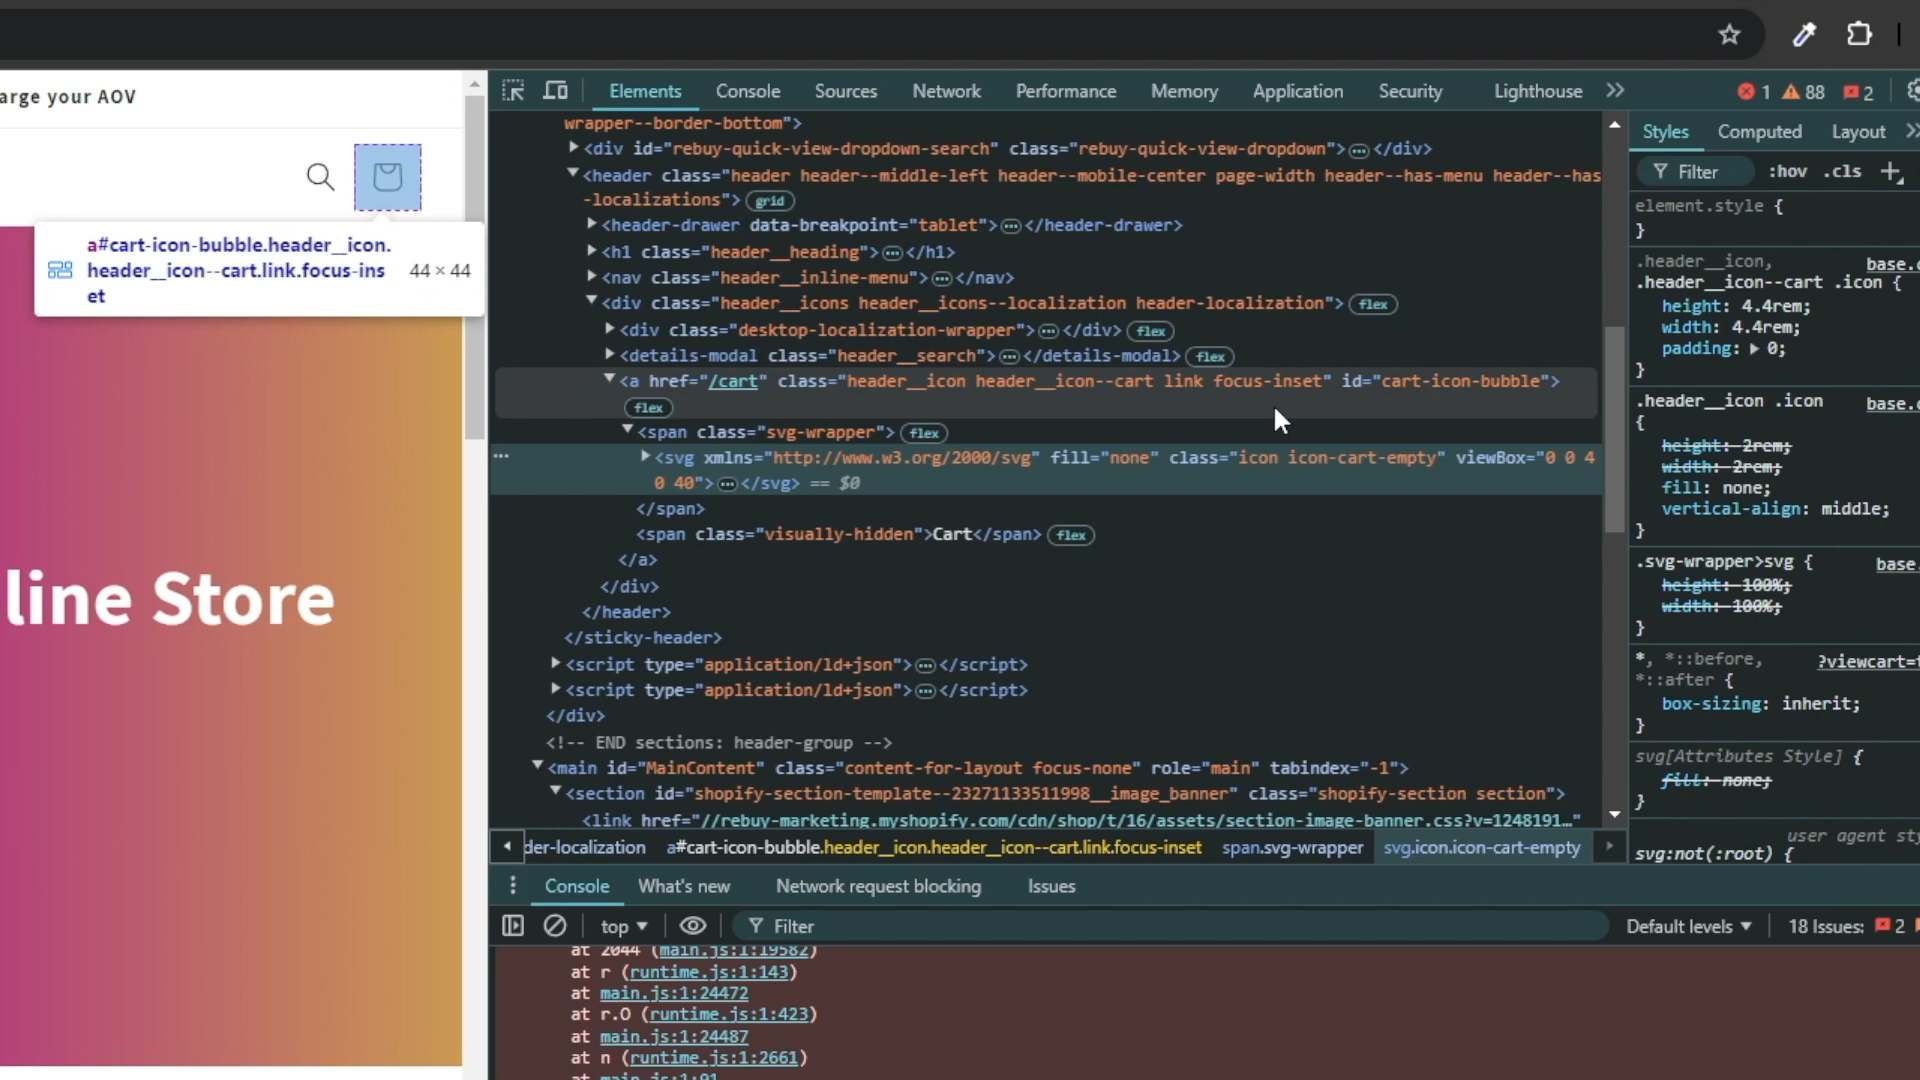 arge your AOV
a#cart-icon-bubble.header__icon.
header__icon--cart.link.focus-ins
et
44 × 44
line Store
Elements Console Sources Network Performance Memory Application Security Lighthouse
1 88 2
wrapper--border-bottom">
<div id="rebuy-quick-view-dropdown-search" class="rebuy-quick-view-dropdown">…</div>
<header class="header header--middle-left header--mobile-center page-width header--has-menu header--has
-localizations"> grid
<header-drawer data-breakpoint="tablet">…</header-drawer>
<h1 class="header__heading">…</h1>
<nav class="header__inline-menu">…</nav>
<div class="header__icons header__icons--localization header-localization"> flex
<div class="desktop-localization-wrapper">…</div> flex
<details-modal class="header__search">…</details-modal> flex
<a href="/cart" class="header__icon header__icon--cart link focus-inset" id="cart-icon-bubble">
flex
<span class="svg-wrapper"> flex
<svg xmlns="http://www.w3.org/2000/svg" fill="none" class="icon icon-cart-empty" viewBox="0 0 4
0 40">…</svg> == $0
</span>
<span class="visually-hidden">Cart</span> flex
</a>
</div>
</header>
</sticky-header>
<script type="application/ld+json">…</script>
<script type="application/ld+json">…</script>
</div>
<!-- END sections: header-group -->
<main id="MainContent" class="content-for-layout focus-none" role="main" tabindex="-1">
<section id="shopify-section-template--23271133511998__image_banner" class="shopify-section section">
<link href="//rebuy-marketing.myshopify.com/cdn/shop/t/16/assets/section-image-banner.css?v=1248191…"
der-localization a#cart-icon-bubble.header__icon.header__icon--cart.link.focus-inset span.svg-wrapper svg.icon.icon-cart-empty
Styles Computed Layout
Filter :hov .cls
element.style {
}
.header__icon, base.c
.header__icon--cart .icon {
height: 4.4rem;
width: 4.4rem;
padding: 0;
}
.header__icon .icon base.c
{
height: 2rem;
width: 2rem;
fill: none;
vertical-align: middle;
}
.svg-wrapper>svg { base.
height: 100%;
width: 100%;
}
*, *::before, ?viewcart=t
*::after {
box-sizing: inherit;
}
svg[Attributes Style] {
fill: none;
}
user agent sty
svg:not(:root) {
Console What's new Network request blocking Issues
top Filter Default levels 18 Issues: 2
at 2044 (main.js:1:19582)
at r (runtime.js:1:143)
at main.js:1:24472
at r.O (runtime.js:1:423)
at main.js:1:24487
at n (runtime.js:1:2661)
at main.js:1:91